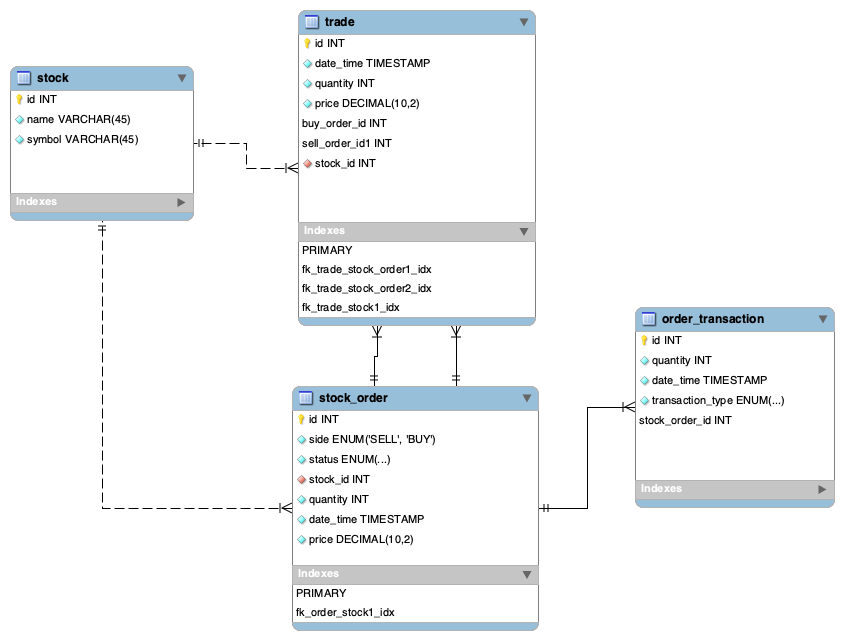 trade
id INT
date_time TIMESTAMP
quantity INT
price DECIMAL(10,2)
buy_order_id INT
sell_order_id1 INT
stock_id INT
Indexes
PRIMARY
fk_trade_stock_order1_idx
fk_trade_stock_order2_idx
fk_trade_stock1_idx
stock
id INT
name VARCHAR(45)
symbol VARCHAR(45)
Indexes
order_transaction
id INT
quantity INT
date_time TIMESTAMP
transaction_type ENUM(...)
stock_order_id INT
Indexes
stock_order
id INT
side ENUM('SELL', 'BUY')
status ENUM(...)
stock_id INT
quantity INT
date_time TIMESTAMP
price DECIMAL(10,2)
Indexes
PRIMARY
fk_order_stock1_idx